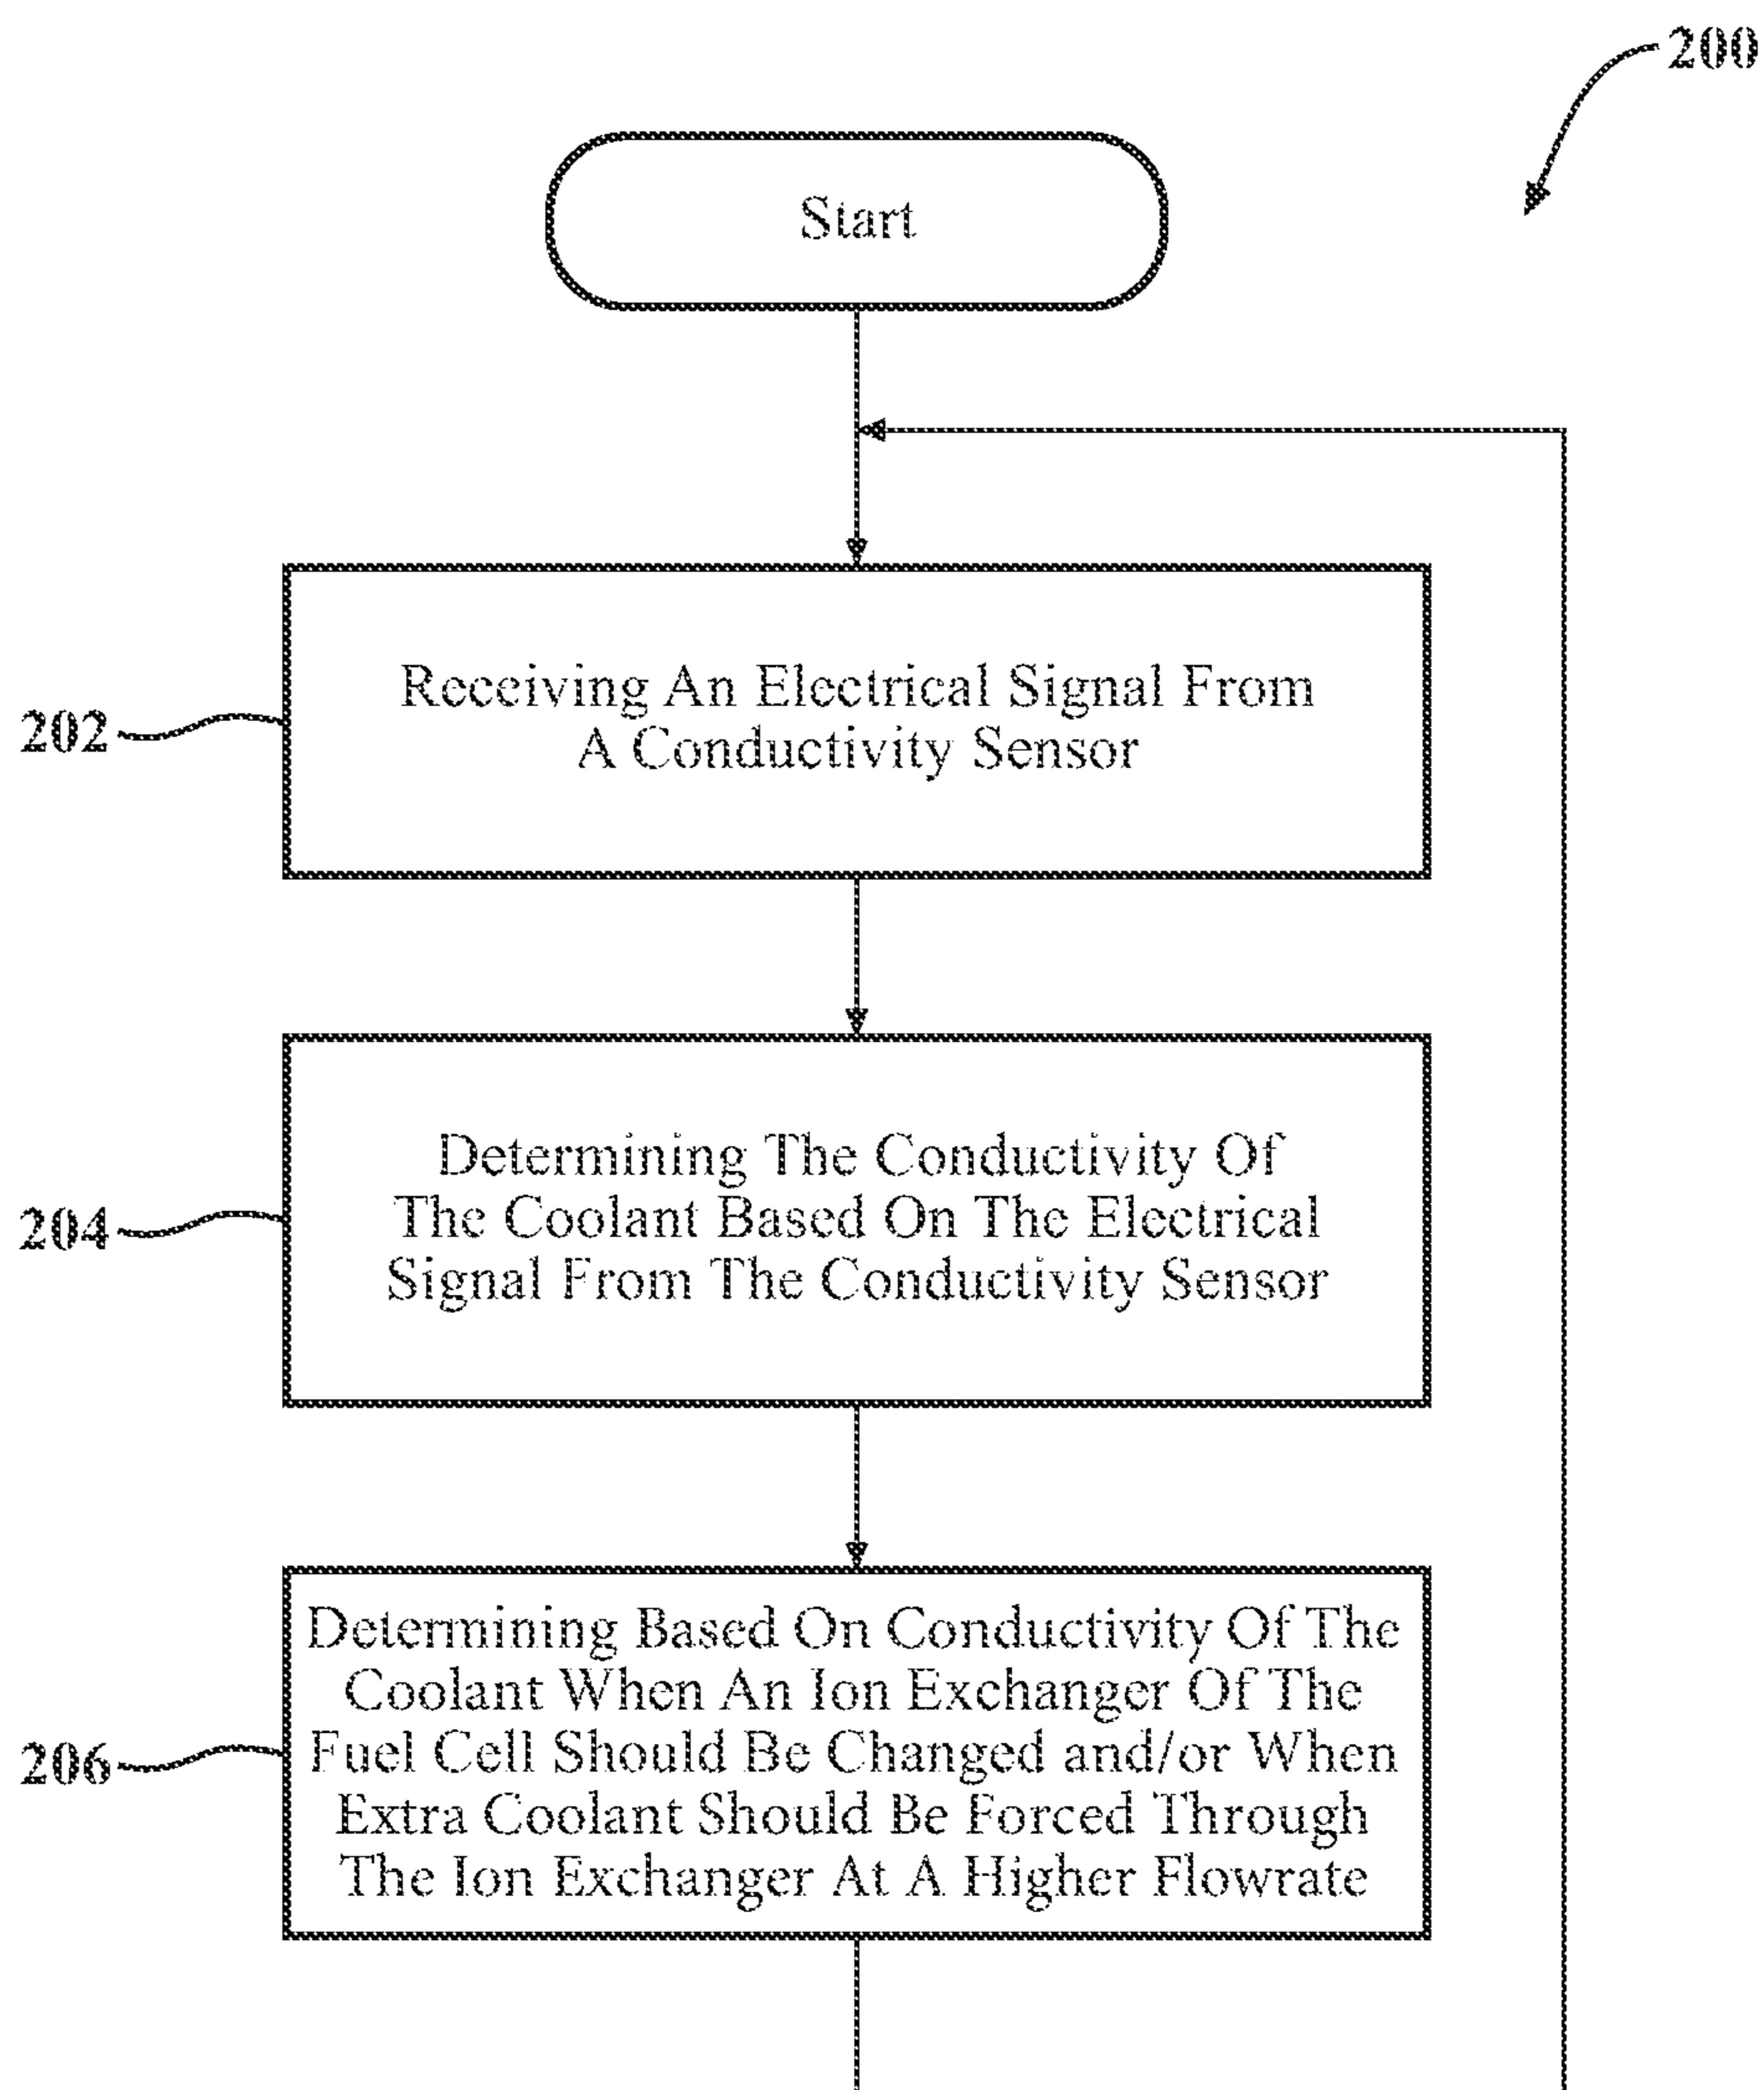 200
Start
202
Receiving An Electrical Signal From
A Conductivity Sensor
204
Determining The Conductivity Of
The Coolant Based On The Electrical
Signal From The Conductivity Sensor
206
Determining Based On Conductivity Of The
Coolant When An Ion Exchanger Of The
Fuel Cell Should Be Changed and/or When
Extra Coolant Should Be Forced Through
The Ion Exchanger At A Higher Flowrate